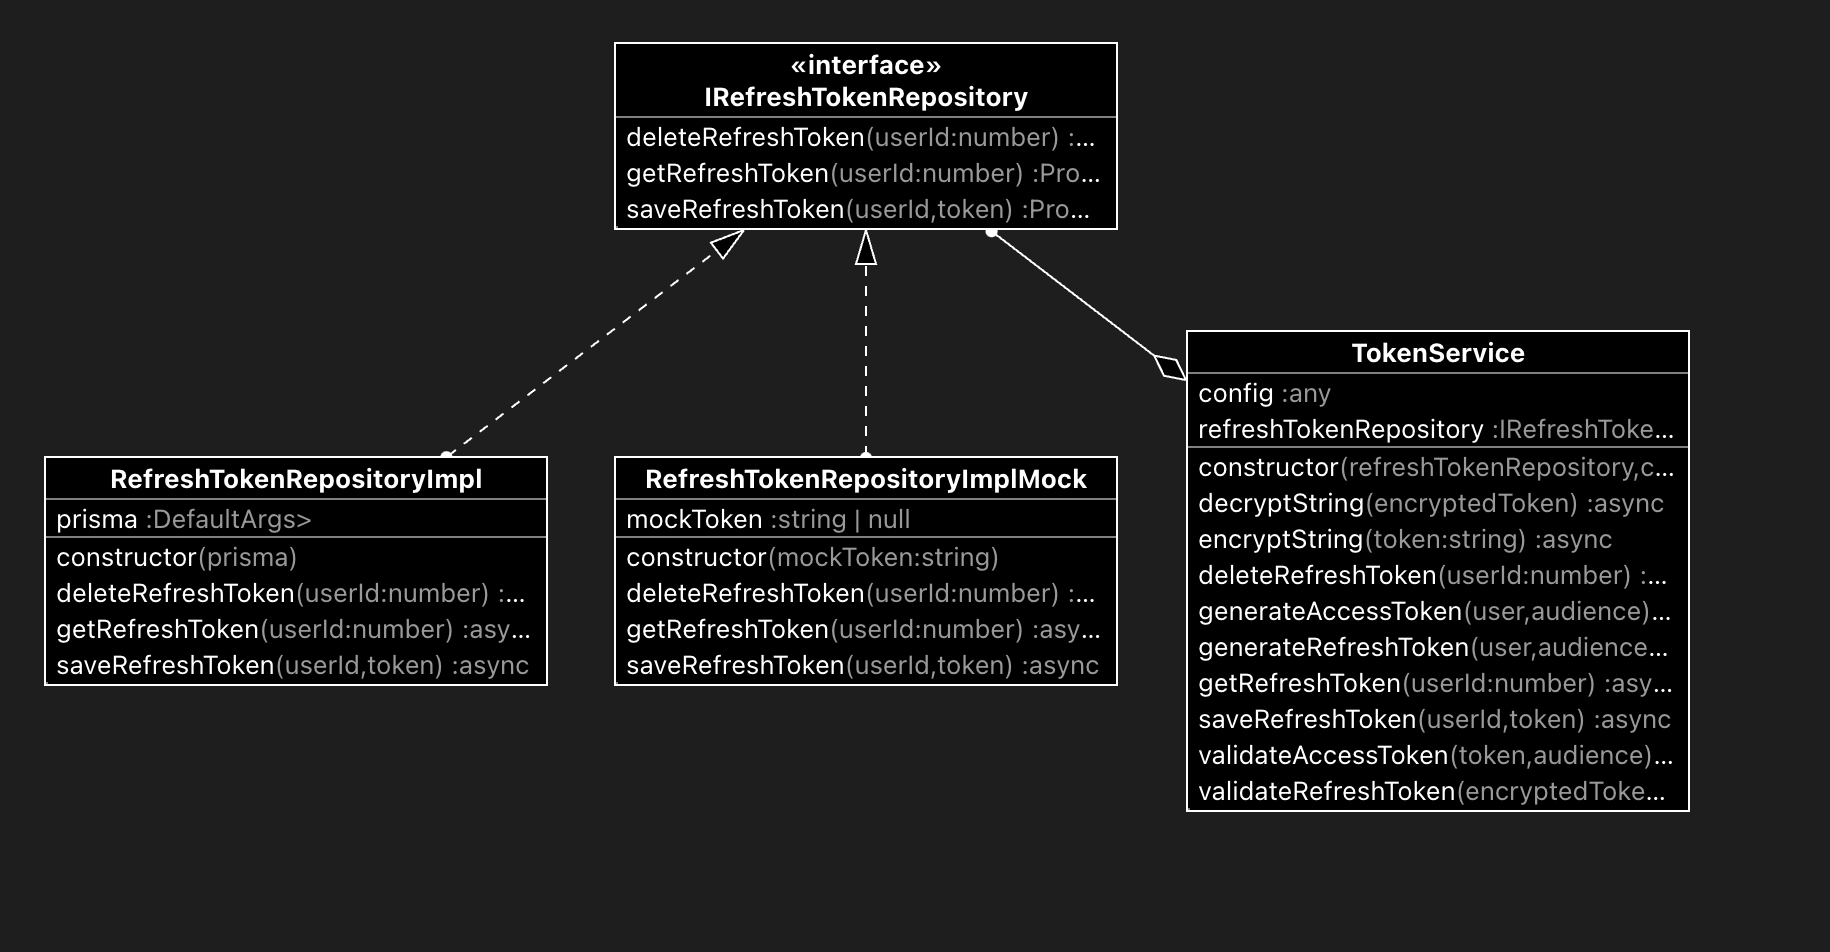 «interface»
IRefreshTokenRepository
deleteRefreshToken(userId:number) :...
getRefreshToken(userId:number) :Pro...
saveRefreshToken(userId,token) :Pro...
RefreshTokenRepositoryImpl
prisma :DefaultArgs>
constructor(prisma)
deleteRefreshToken(userId:number) :...
getRefreshToken(userId:number) :asy...
saveRefreshToken(userId,token) :async
RefreshTokenRepositoryImplMock
mockToken :string | null
constructor(mockToken:string)
deleteRefreshToken(userId:number) :...
getRefreshToken(userId:number) :asy...
saveRefreshToken(userId,token) :async
TokenService
config :any
refreshTokenRepository :IRefreshToke...
constructor(refreshTokenRepository,c...
decryptString(encryptedToken) :async
encryptString(token:string) :async
deleteRefreshToken(userId:number) :...
generateAccessToken(user,audience)...
generateRefreshToken(user,audience...
getRefreshToken(userId:number) :asy...
saveRefreshToken(userId,token) :async
validateAccessToken(token,audience)...
validateRefreshToken(encryptedToke...